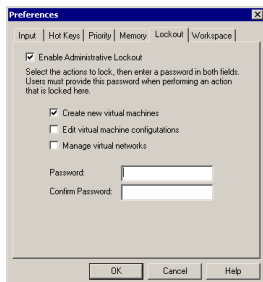 Preferences
Input Hot Keys Priority Memory Lockout Workspace
Enable Administrative Lockout
Select the actions to lock, then enter a password in both fields.
Users must provide this password when performing an action
that is locked here.
Create new virtual machines
Edit virtual machine configutations
Manage virtual networks
Password:
Confirm Password:
OK Cancel Help